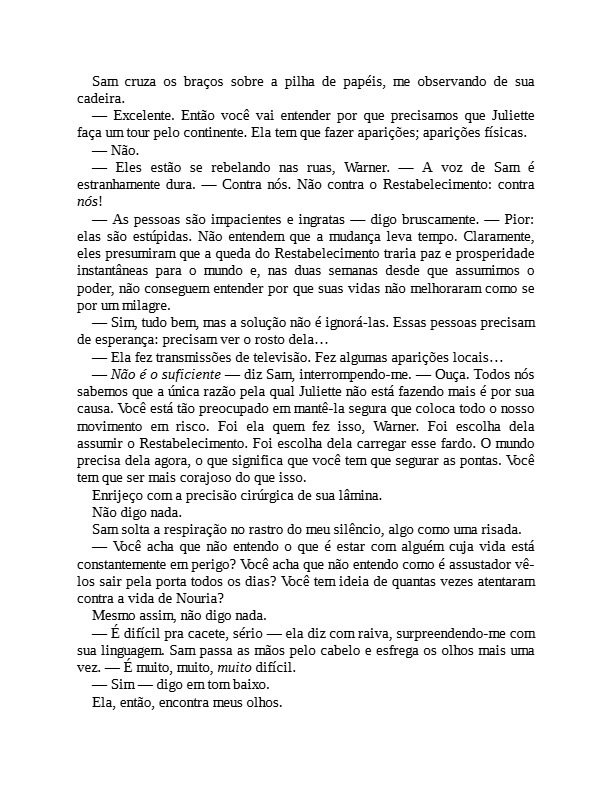 Sam cruza os braços sobre a pilha de papéis, me observando de sua
cadeira.
— Excelente. Então você vai entender por que precisamos que Juliette
faça um tour pelo continente. Ela tem que fazer aparições; aparições físicas.
— Não.
— Eles estão se rebelando nas ruas, Warner. — A voz de Sam é
estranhamente dura. — Contra nós. Não contra o Restabelecimento: contra
nós!
— As pessoas são impacientes e ingratas — digo bruscamente. — Pior:
elas são estúpidas. Não entendem que a mudança leva tempo. Claramente,
eles presumiram que a queda do Restabelecimento traria paz e prosperidade
instantâneas para o mundo e, nas duas semanas desde que assumimos o
poder, não conseguem entender por que suas vidas não melhoraram como se
por um milagre.
— Sim, tudo bem, mas a solução não é ignorá-las. Essas pessoas precisam
de esperança: precisam ver o rosto dela…
— Ela fez transmissões de televisão. Fez algumas aparições locais…
— Não é o suficiente — diz Sam, interrompendo-me. — Ouça. Todos nós
sabemos que a única razão pela qual Juliette não está fazendo mais é por sua
causa. Você está tão preocupado em mantê-la segura que coloca todo o nosso
movimento em risco. Foi ela quem fez isso, Warner. Foi escolha dela
assumir o Restabelecimento. Foi escolha dela carregar esse fardo. O mundo
precisa dela agora, o que significa que você tem que segurar as pontas. Você
tem que ser mais corajoso do que isso.
Enrijeço com a precisão cirúrgica de sua lâmina.
Não digo nada.
Sam solta a respiração no rastro do meu silêncio, algo como uma risada.
— Você acha que não entendo o que é estar com alguém cuja vida está
constantemente em perigo? Você acha que não entendo como é assustador vê-
los sair pela porta todos os dias? Você tem ideia de quantas vezes atentaram
contra a vida de Nouria?
Mesmo assim, não digo nada.
— É difícil pra cacete, sério — ela diz com raiva, surpreendendo-me com
sua linguagem. Sam passa as mãos pelo cabelo e esfrega os olhos mais uma
vez. — É muito, muito, muito difícil.
— Sim — digo em tom baixo.
Ela, então, encontra meus olhos.